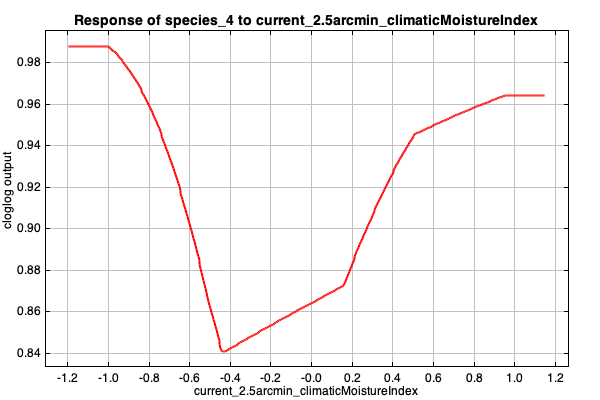 Response of species_4 to current_2.5arcmin_climaticMoistureIndex
cloglog output
0.98
0.96
0.94
0.92
0.90
0.88
0.86
0.84
-1.2 -1.0 -0.8 -0.6 -0.4 -0.2 -0.0 0.2 0.4 0.6 0.8 1.0 1.2
current_2.5arcmin_climaticMoistureIndex